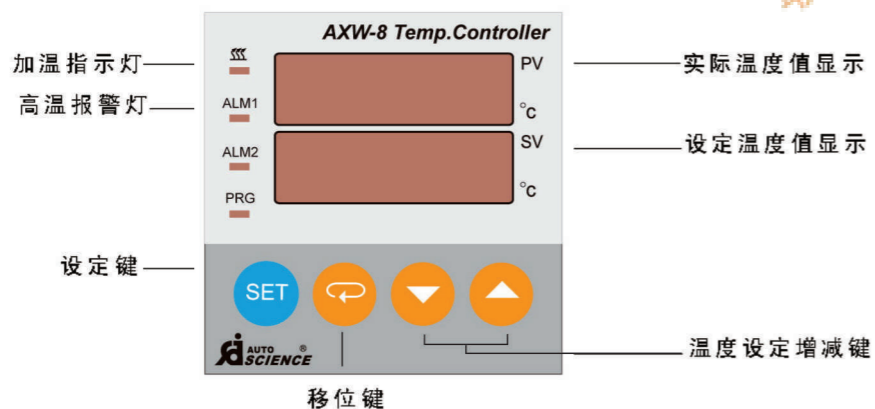 AXW-8 Temp.Controller
加温指示灯
PV
实际温度值显示
高温报警灯
ALM1
°C
ALM2
SV
设定温度值显示
PRG
°C
设定键
SET
AUTO
SCIENCE®
温度设定增减键
移位键